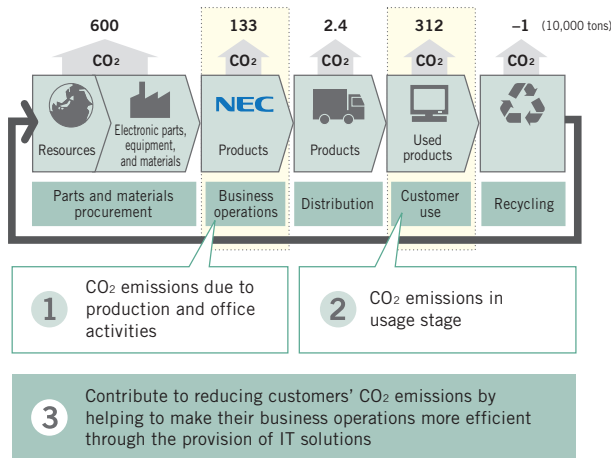 600 133 2.4 312 –1 (10,000 tons)
CO2 CO2 CO2 CO2 CO2
Resources
Electronic parts,
equipment,
and materials
NEC
Products
Products
Used
products
Parts and materials
procurement
Business
operations
Distribution
Customer
use
Recycling
1
CO2 emissions due to
production and office
activities
2
CO2 emissions in
usage stage
3
Contribute to reducing customers’ CO2 emissions by
helping to make their business operations more efficient
through the provision of IT solutions